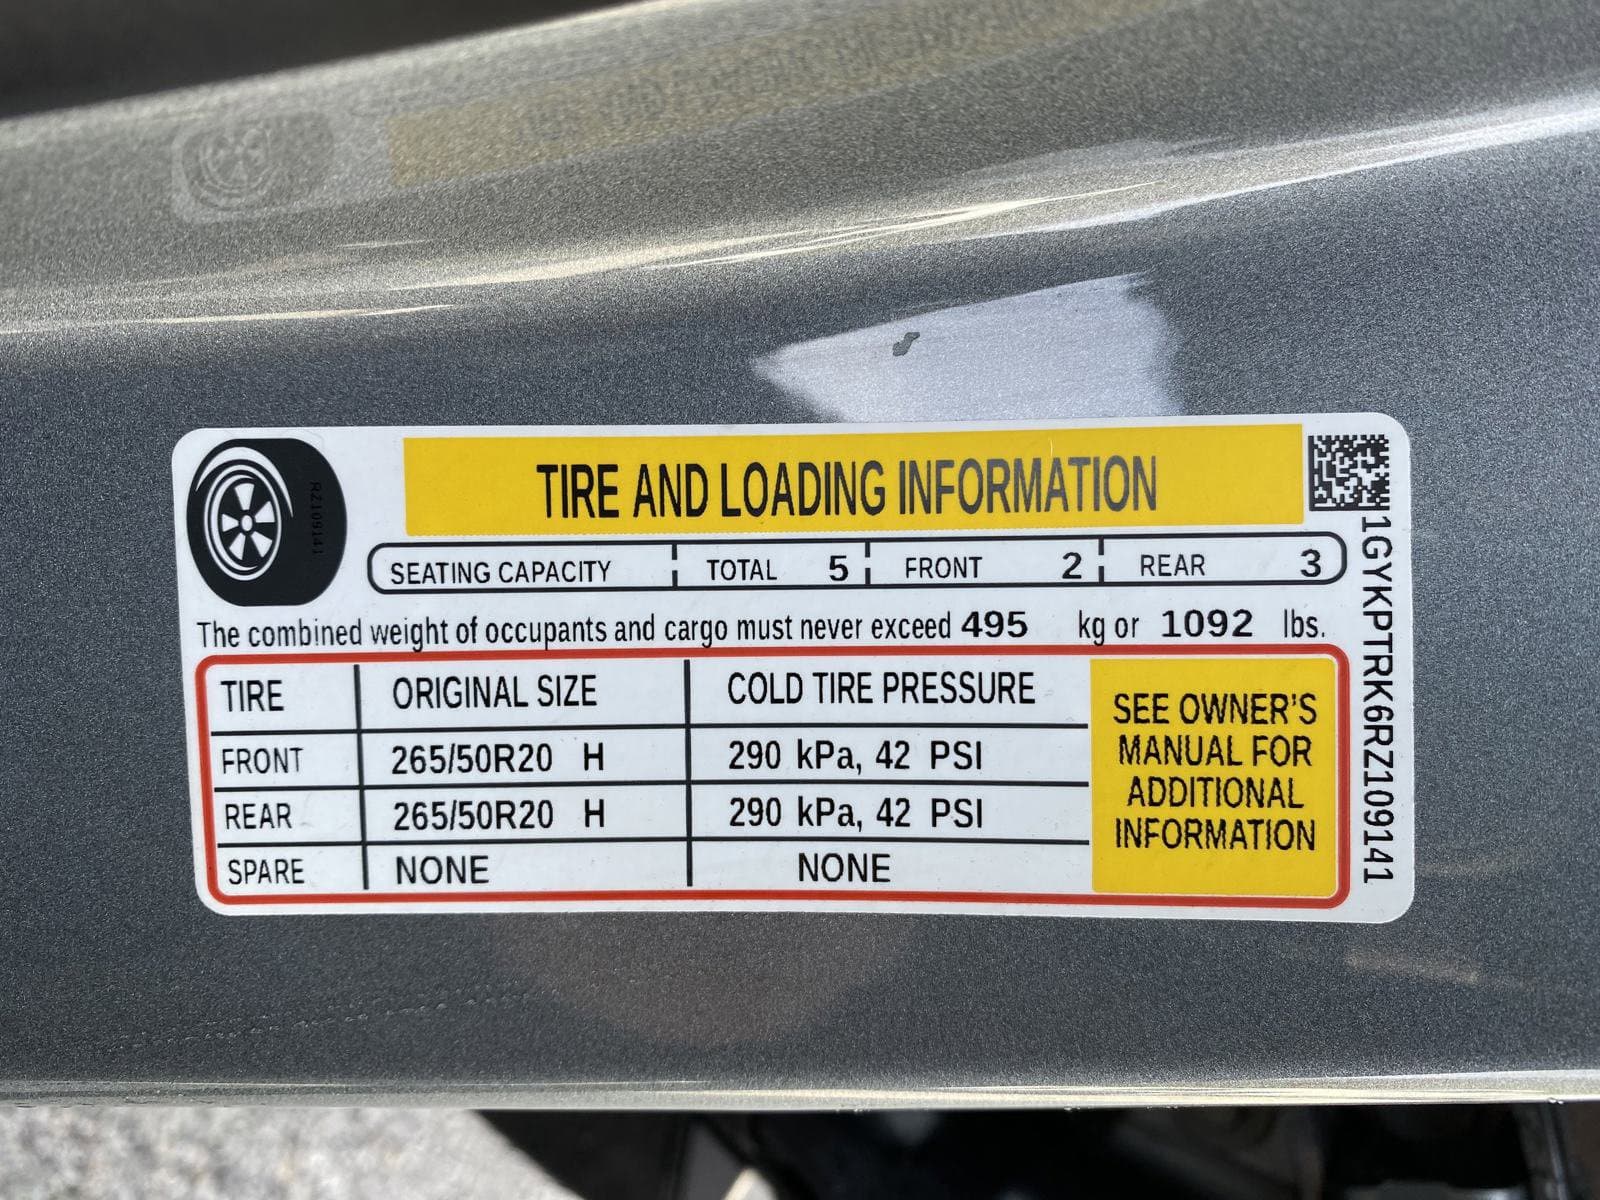 TIRE AND LOADING INFORMATION
RZ109141
SEATING CAPACITY TOTAL 5 FRONT 2 REAR 3
The combined weight of occupants and cargo must never exceed 495 kg or 1092 lbs.
TIRE ORIGINAL SIZE COLD TIRE PRESSURE
FRONT 265/50R20 H 290 kPa, 42 PSI
REAR 265/50R20 H 290 kPa, 42 PSI
SPARE NONE NONE
SEE OWNER'S
MANUAL FOR
ADDITIONAL
INFORMATION
1GYKPTRK6RZ109141